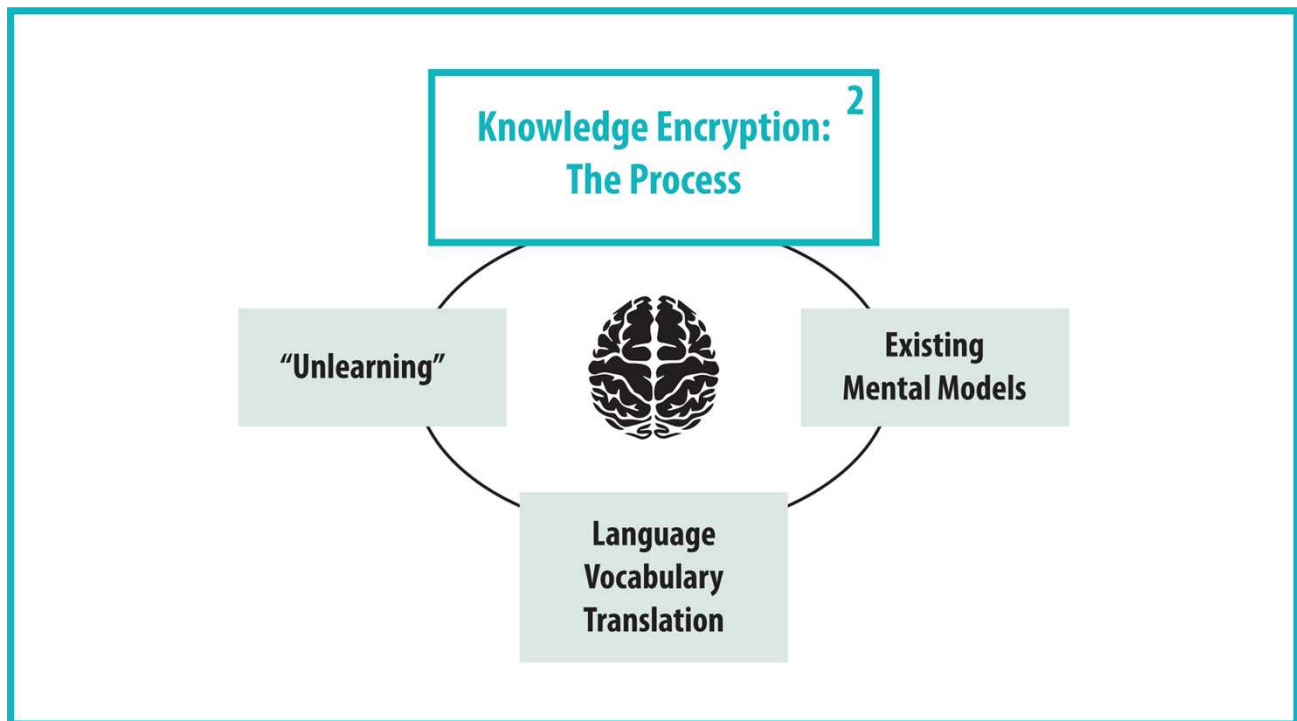 2
Knowledge Encryption:
The Process
“Unlearning”
Existing
Mental Models
Language
Vocabulary
Translation